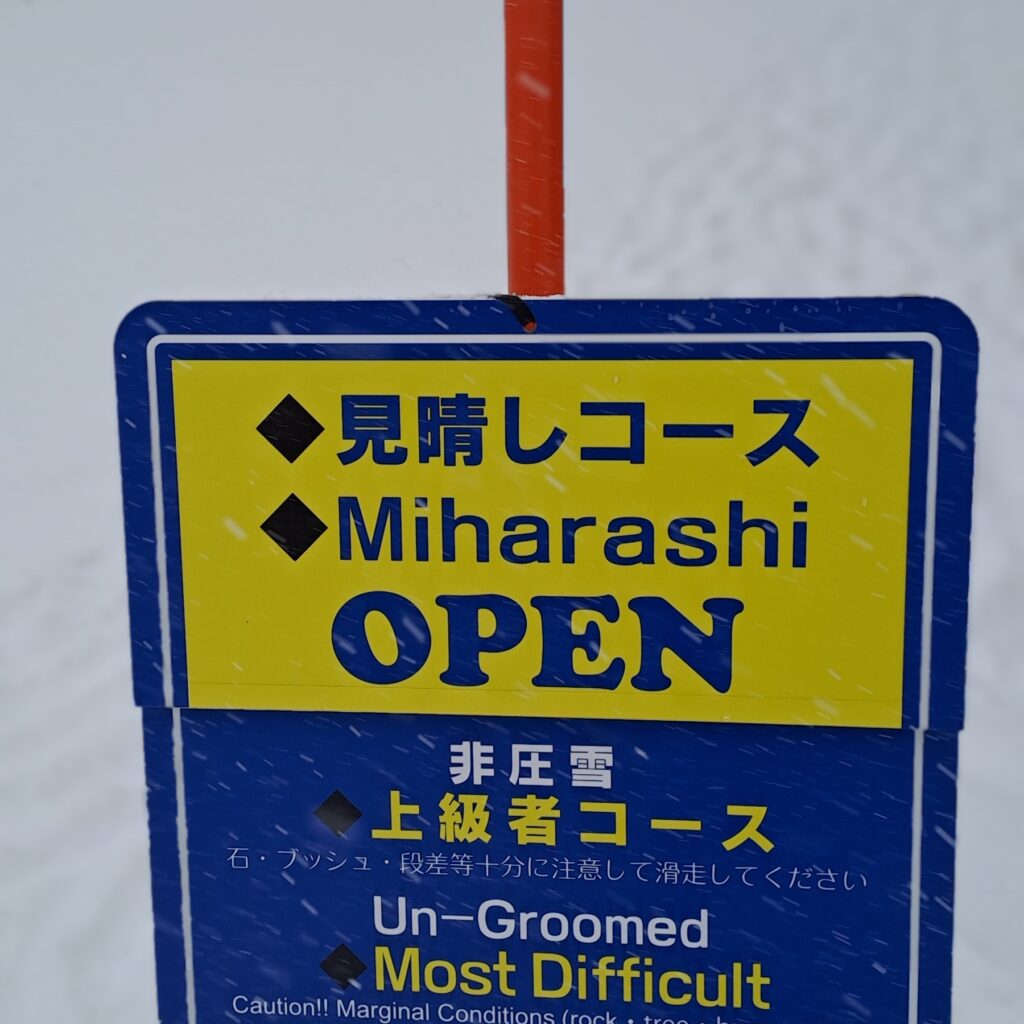 ◆見晴しコース
◆Miharashi
OPEN
非圧雪
◆上級者コース
石・ブッシュ・段差等十分に注意して滑走してください
Un-Groomed
◆Most Difficult
Caution!! Marginal Conditions (rock・tree・